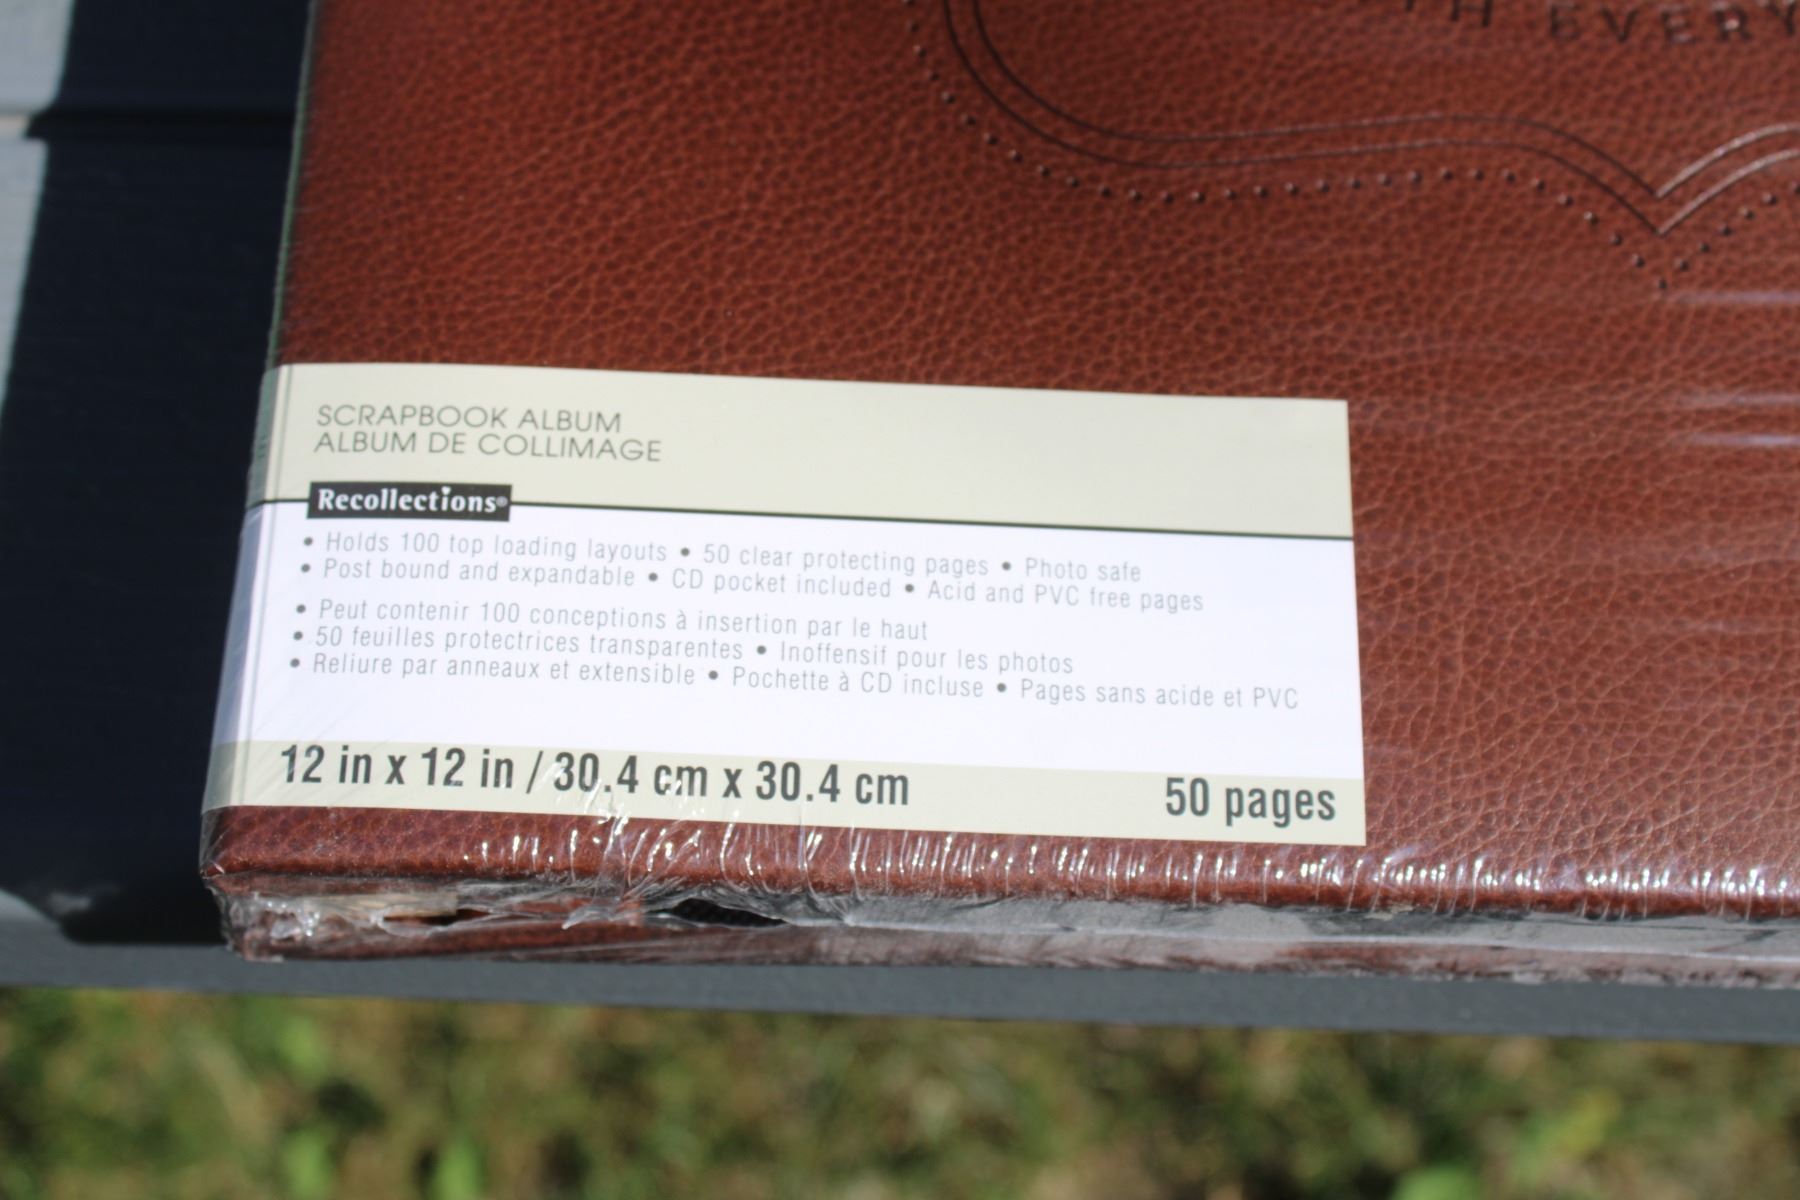 EVERY
SCRAPBOOK ALBUM
ALBUM DE COLLIMAGE
Recollections®
• Holds 100 top loading layouts • 50 clear protecting pages • Photo safe
• Post bound and expandable • CD pocket included • Acid and PVC free pages
• Peut contenir 100 conceptions à insertion par le haut
• 50 feuilles protectrices transparentes • Inoffensif pour les photos
• Reliure par anneaux et extensible • Pochette à CD incluse • Pages sans acide et PVC
12 in x 12 in / 30.4 cm x 30.4 cm 50 pages